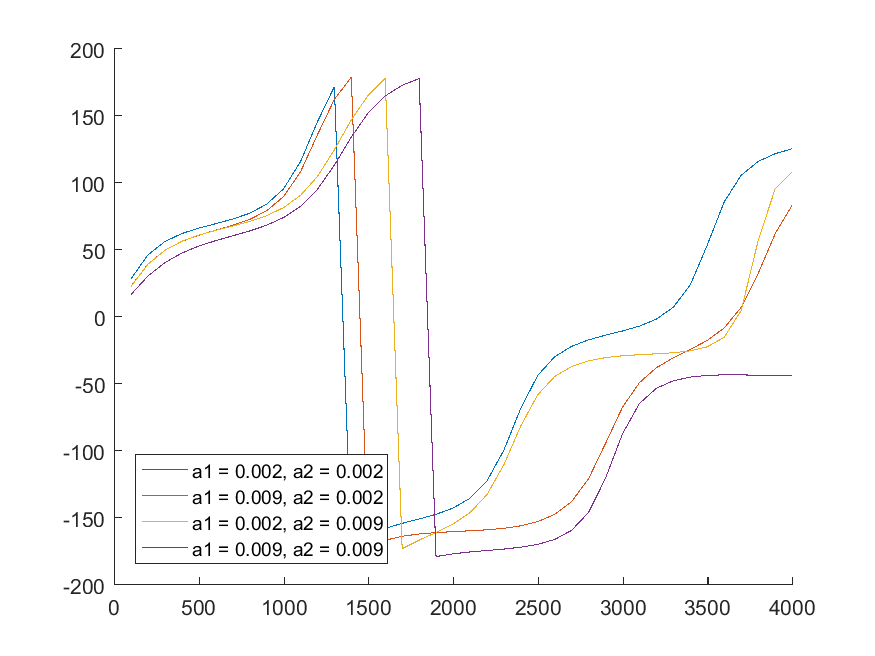 200
150
100
50
0
-50
-100
-150
-200
a1 = 0.002, a2 = 0.002
a1 = 0.009, a2 = 0.002
a1 = 0.002, a2 = 0.009
a1 = 0.009, a2 = 0.009
0 500 1000 1500 2000 2500 3000 3500 4000